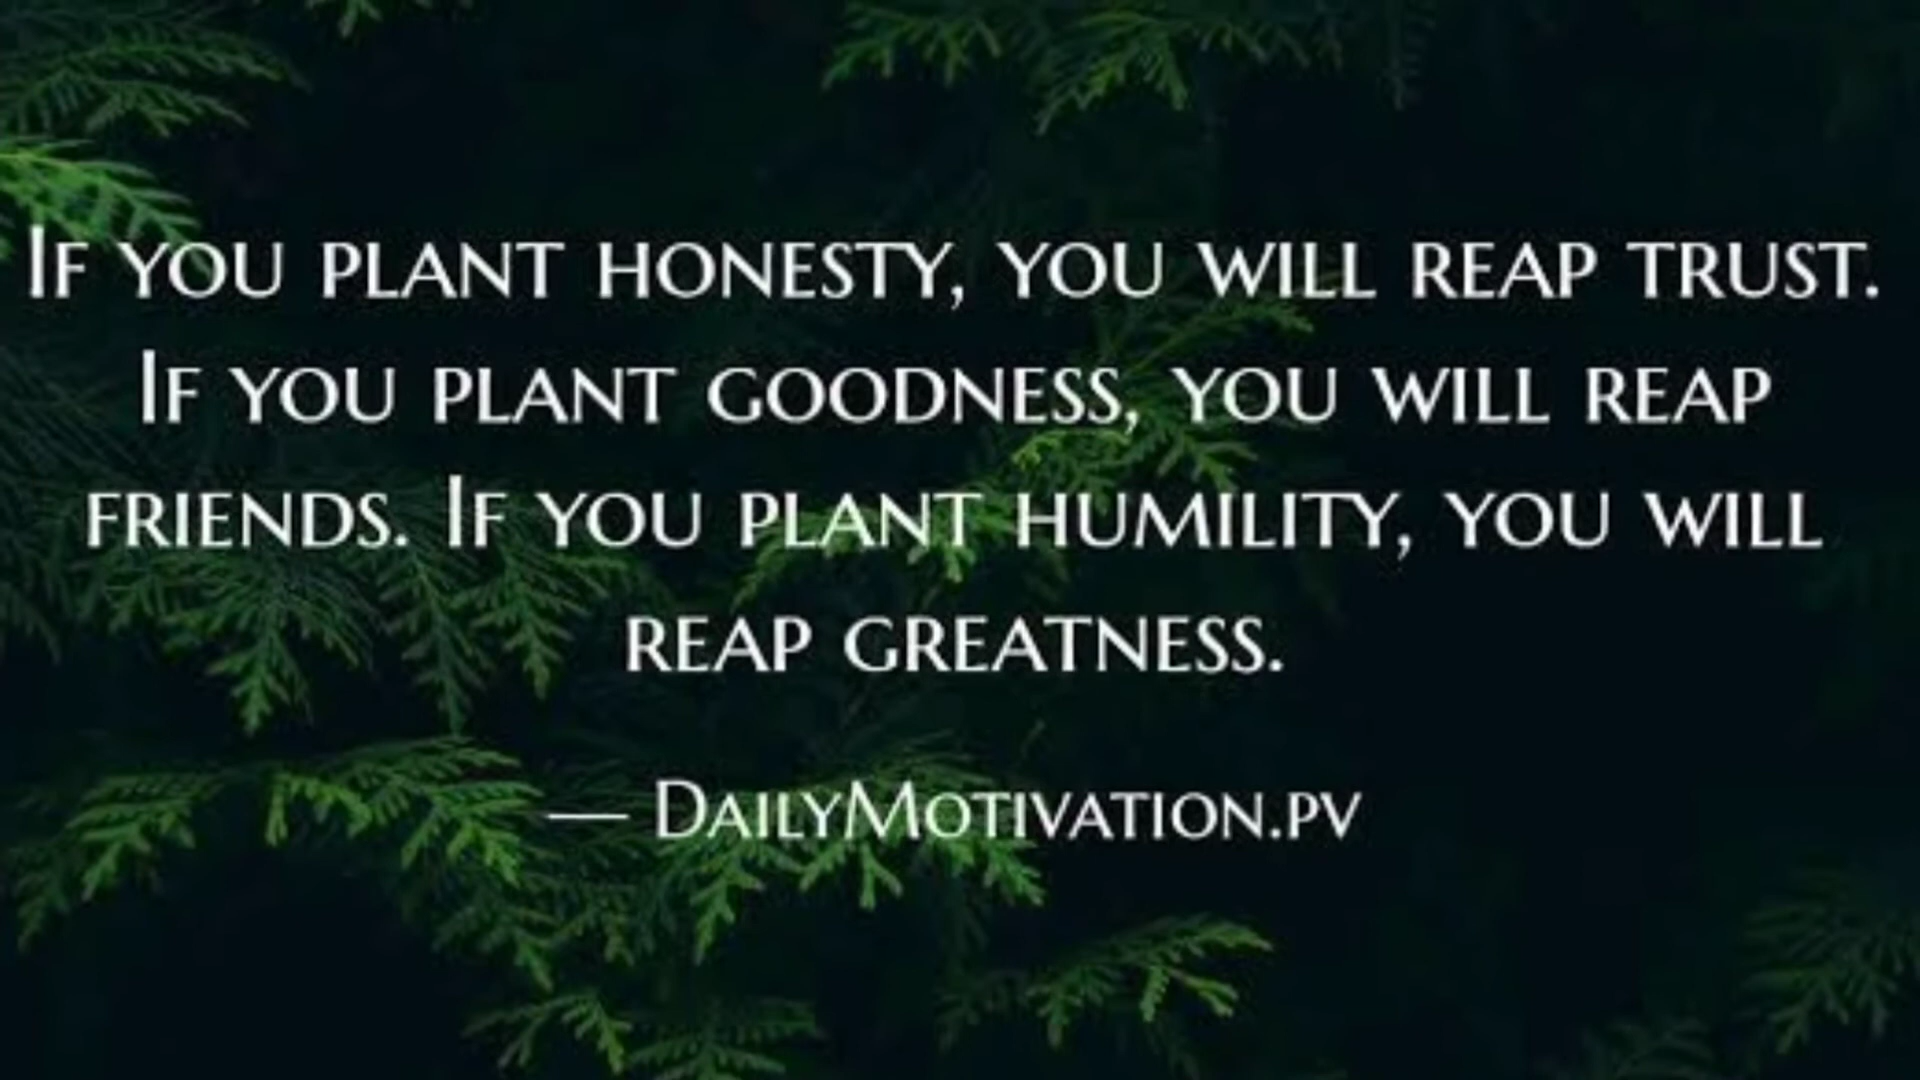 If you plant honesty, you will reap trust.
If you plant goodness, you will reap
friends. If you plant humility, you will
reap greatness.
— DailyMotivation.pv